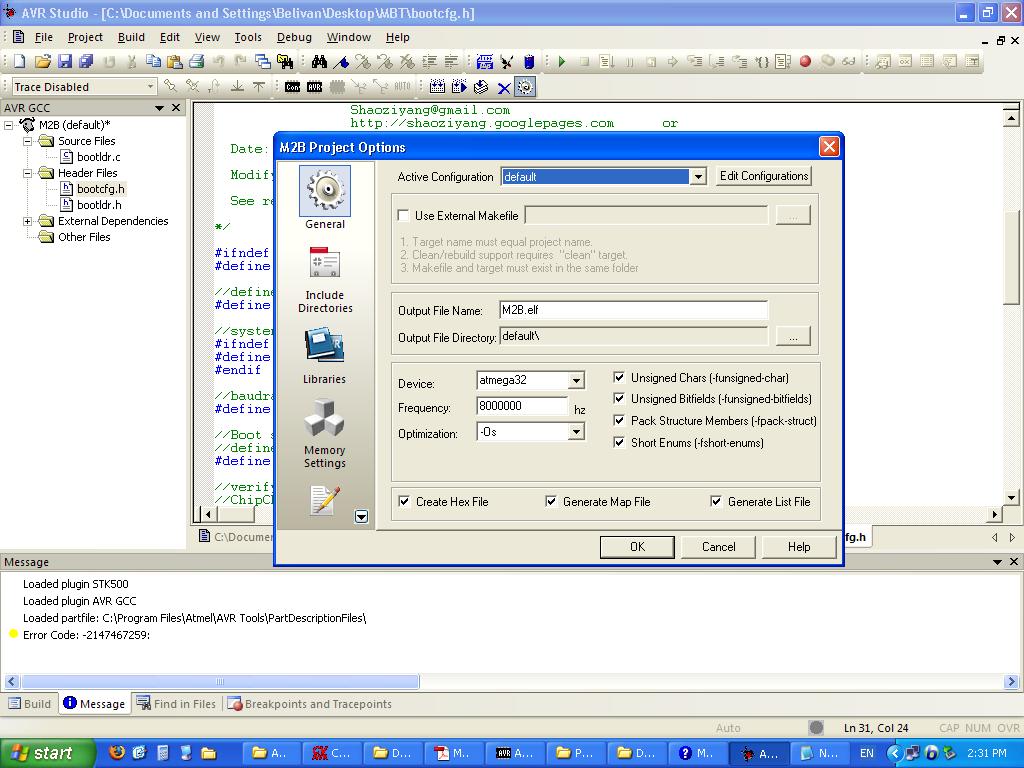 AVR Studio - [C:\Documents and Settings\Belivan\Desktop\MBT\bootcfg.h]
File Project Build Edit View Tools Debug Window Help
Trace Disabled
Con AVR AUTO
AVR GCC
M2B (default)*
Source Files
bootldr.c
Header Files
bootcfg.h
bootldr.h
External Dependencies
Other Files
Shaoziyang@gmail.com
http://shaoziyang.googlepages.com or
Date:
Modify
See re
*/
#ifndef
#define
//define
#define
//system
#ifndef
#define
#endif
//baudra
#define
//Boot s
//define
#define
//verify
//ChipCh
C:\Documen
fg.h
M2B Project Options
General
Include
Directories
Libraries
Memory
Settings
Active Configuration default Edit Configurations
Use External Makefile ...
1. Target name must equal project name.
2. Clean/rebuild support requires "clean" target.
3. Makefile and target must exist in the same folder
Output File Name: M2B.elf
Output File Directory: default\ ...
Device: atmega32
Frequency: 8000000 hz
Optimization: -Os
Unsigned Chars (-funsigned-char)
Unsigned Bitfields (-funsigned-bitfields)
Pack Structure Members (-fpack-struct)
Short Enums (-fshort-enums)
Create Hex File Generate Map File Generate List File
OK Cancel Help
Message
Loaded plugin STK500
Loaded plugin AVR GCC
Loaded partfile: C:\Program Files\Atmel\AVR Tools\PartDescriptionFiles\
Error Code: -2147467259:
Build Message Find in Files Breakpoints and Tracepoints
Auto Ln 31, Col 24 CAP NUM OVR
start A... C... D... M... AVR A... P... D... M... A... N... EN 2:31 PM